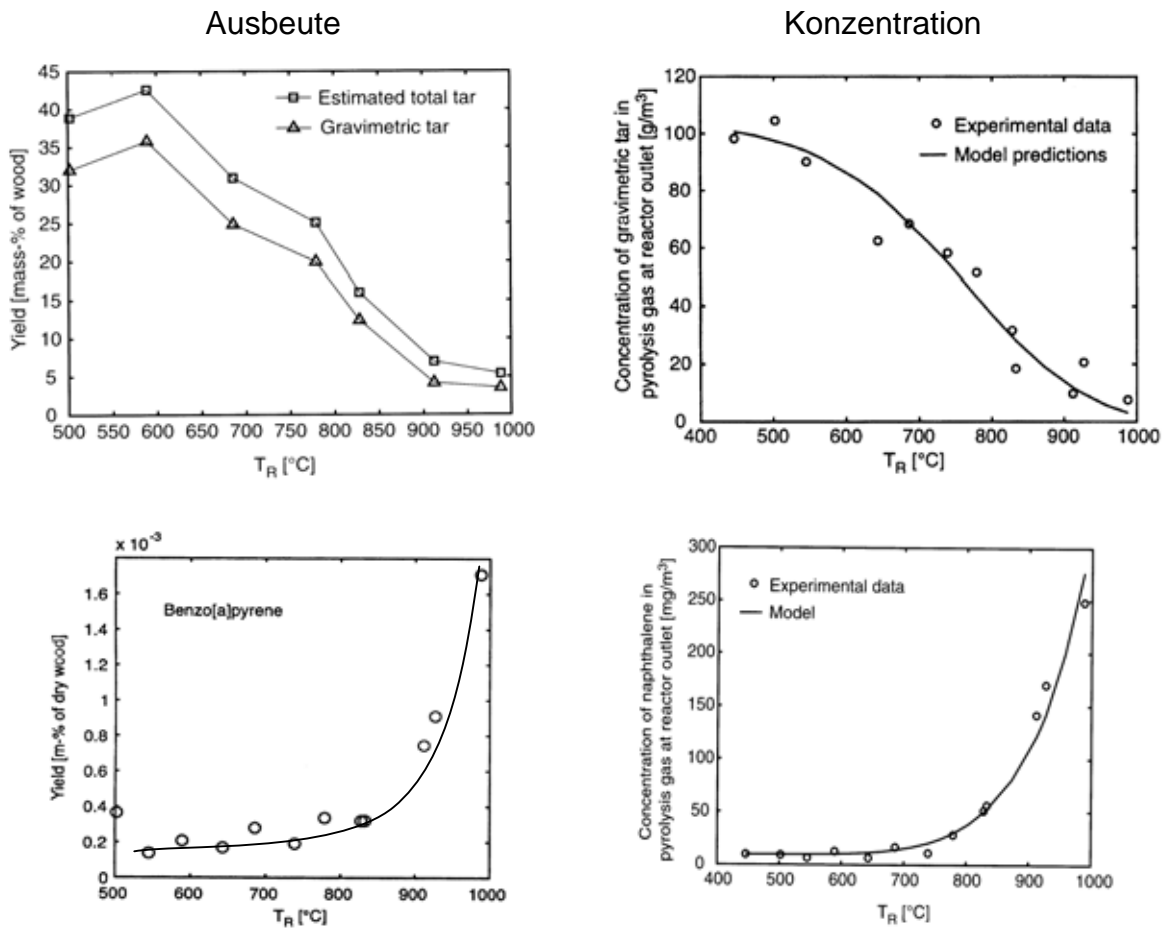 Ausbeute
Konzentration
45
40
35
30
25
20
15
10
5
0
Yield [mass-% of wood]
Estimated total tar
Gravimetric tar
500 550 600 650 700 750 800 850 900 950 1000
T_R [°C]
120
100
80
60
40
20
0
Concentration of gravimetric tar in
pyrolysis gas at reactor outlet [g/m³]
Experimental data
Model predictions
400 500 600 700 800 900 1000
T_R [°C]
x 10⁻³
1.6
1.4
1.2
1
0.8
0.6
0.4
0.2
0
Yield [m-% of dry wood]
Benzo[a]pyrene
500 600 700 800 900 1000
T_R [°C]
300
250
200
150
100
50
0
Concentration of naphthalene in
pyrolysis gas at reactor outlet [mg/m³]
Experimental data
Model
400 500 600 700 800 900 1000
T_R [°C]